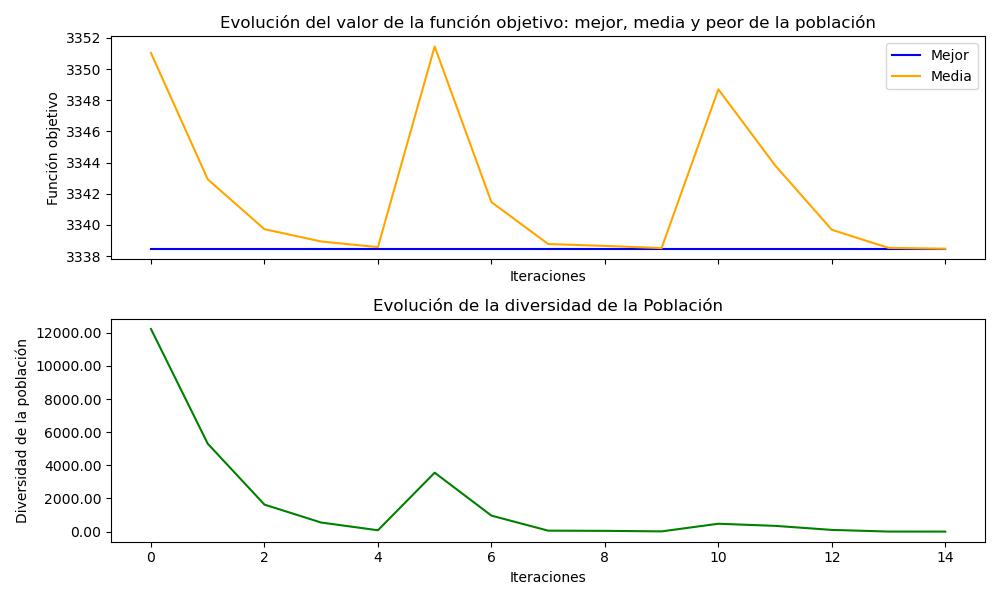 Evolución del valor de la función objetivo: mejor, media y peor de la población
3352
3350
3348
3346
3344
3342
3340
3338
Función objetivo
Mejor
Media
Iteraciones
Evolución de la diversidad de la Población
12000.00
10000.00
8000.00
6000.00
4000.00
2000.00
0.00
Diversidad de la población
0 2 4 6 8 10 12 14
Iteraciones